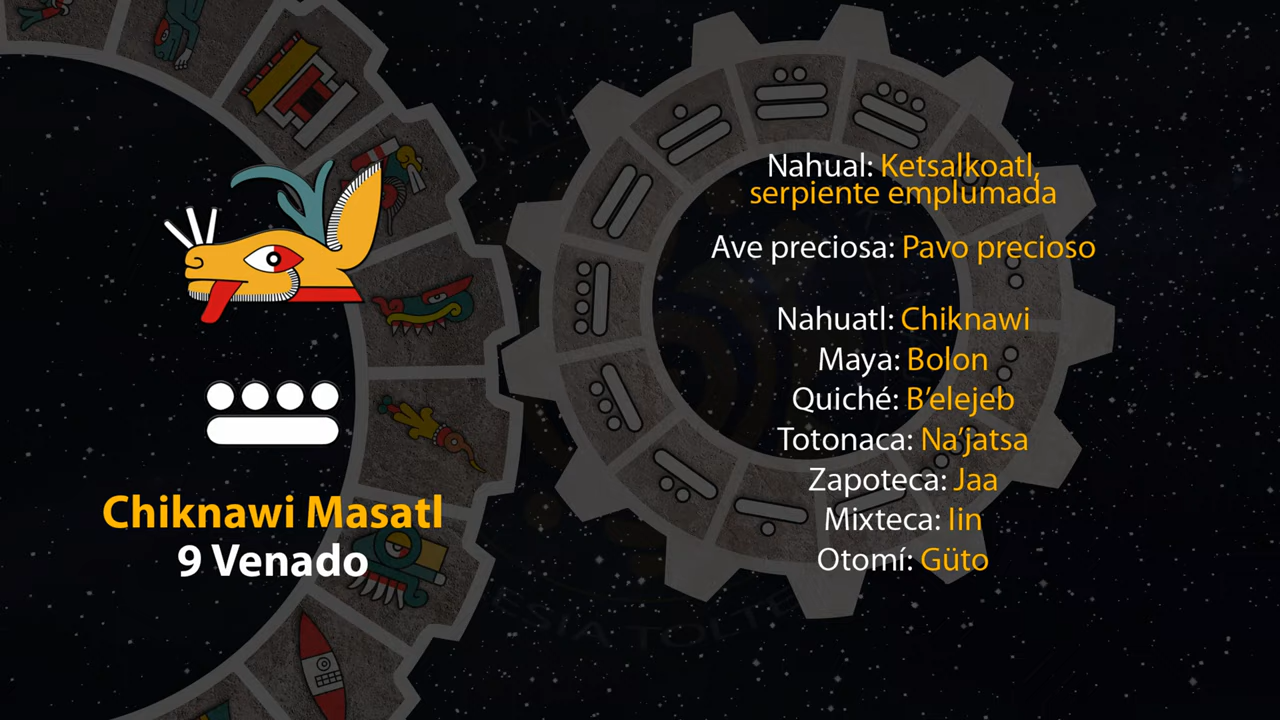 Chiknawi Masatl
9 Venado
Nahual: Ketsalkoatl,
serpiente emplumada
Ave preciosa: Pavo precioso
Nahuatl: Chiknawi
Maya: Bolon
Quiché: B’elejeb
Totonaca: Na’jatsa
Zapoteca: Jaa
Mixteca: Iin
Otomí: Güto